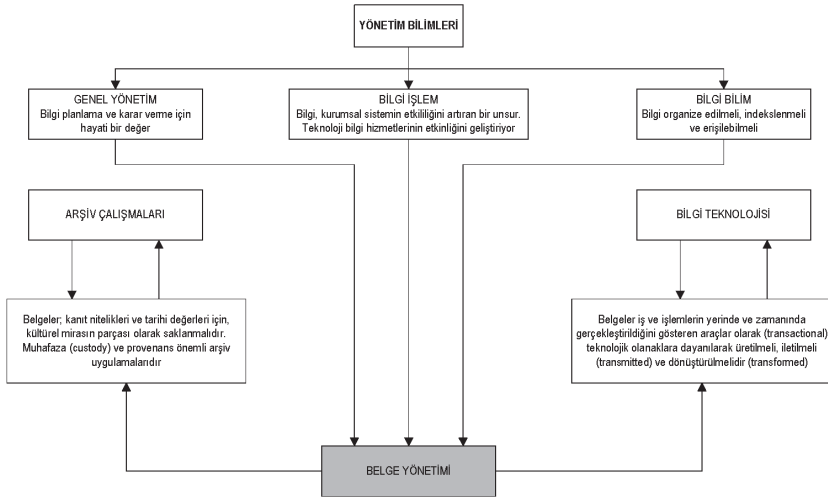 YÖNETİM BİLİMLERİ
GENEL YÖNETİM
Bilgi planlama ve karar verme için
hayati bir değer
BİLGİ İŞLEM
Bilgi, kurumsal sistemin etkililiğini artıran bir unsur.
Teknoloji bilgi hizmetlerinin etkinliğini geliştiriyor
BİLGİ BİLİM
Bilgi organize edilmeli, indekslenmeli
ve erişilebilmeli
ARŞİV ÇALIŞMALARI
BİLGİ TEKNOLOJİSİ
Belgeler; kanıt nitelikleri ve tarihi değerleri için,
kültürel mirasın parçası olarak saklanmalıdır.
Muhafaza (custody) ve provenans önemli arşiv
uygulamalarıdır
Belgeler iş ve işlemlerin yerinde ve zamanında
gerçekleştirildiğini gösteren araçlar olarak (transactional)
teknolojik olanaklara dayanılarak üretilmeli, iletilmeli
(transmitted) ve dönüştürülmelidir (transformed)
BELGE YÖNETİMİ